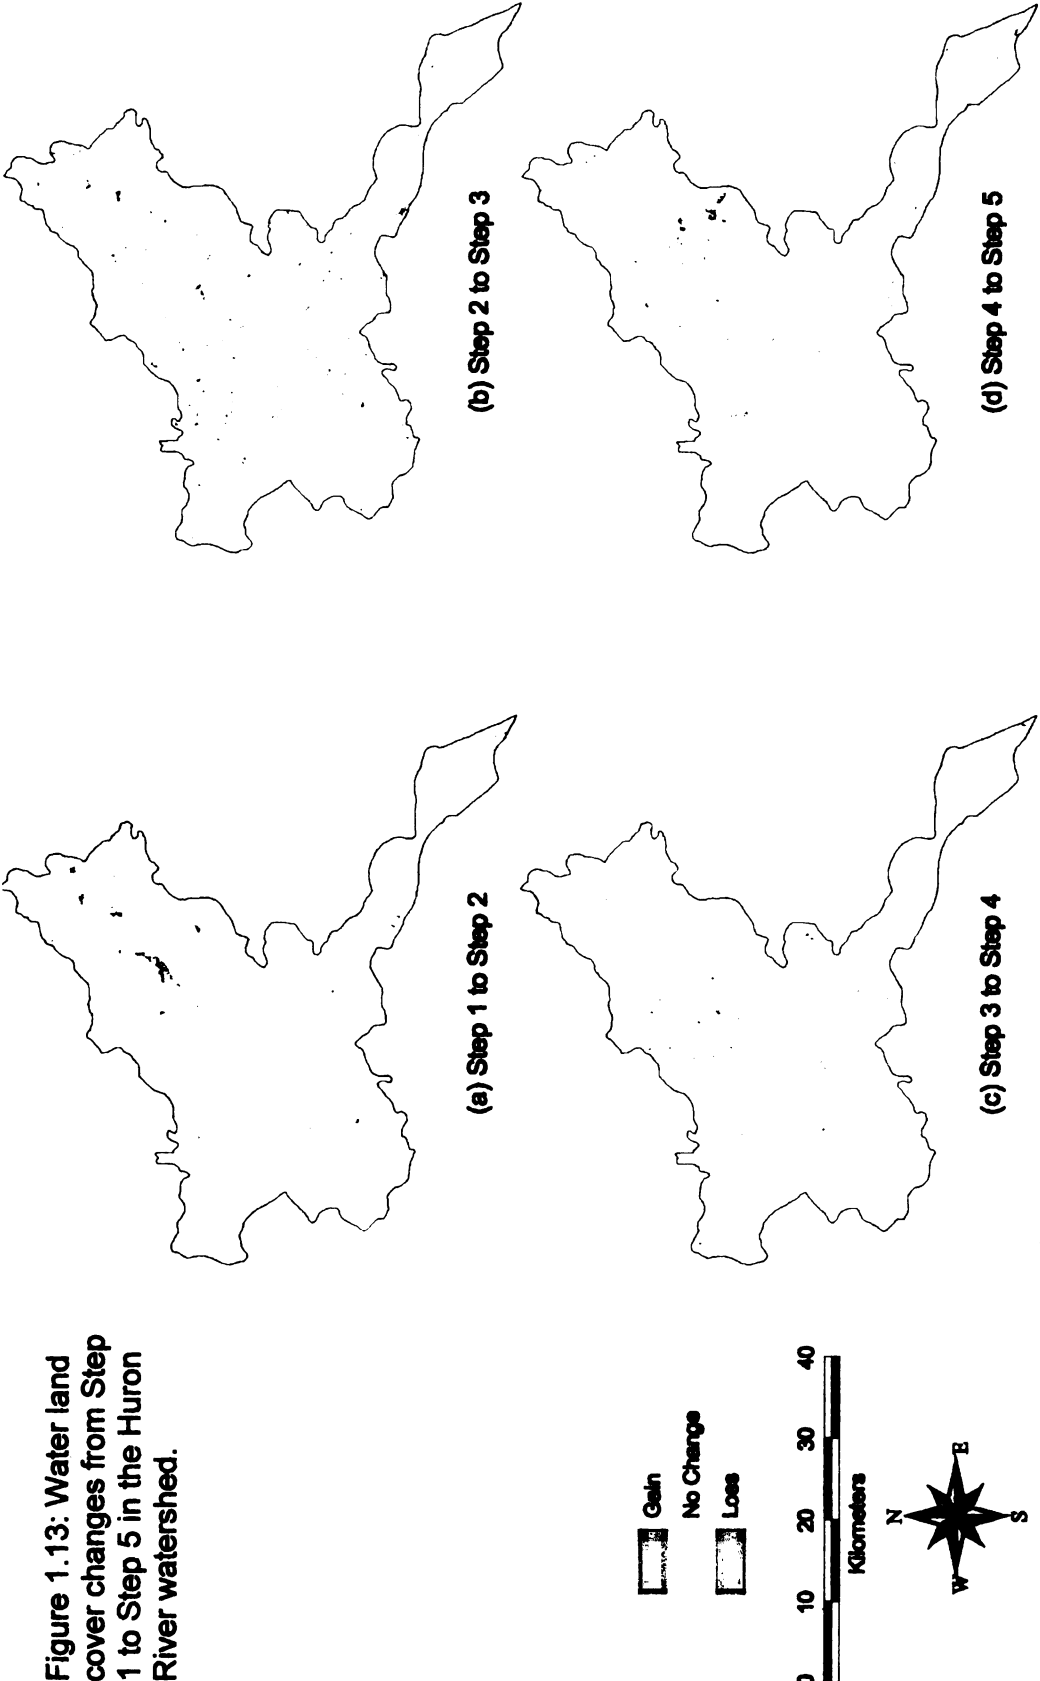 Figure 1.13: Water land
cover changes from Step
1 to Step 5 in the Huron
River watershed.
(a) Step 1 to Step 2
(b) Step 2 to Step 3
(c) Step 3 to Step 4
(d) Step 4 to Step 5
Gain
No Change
Loss
0 10 20 30 40
Kilometers
N
W E
S